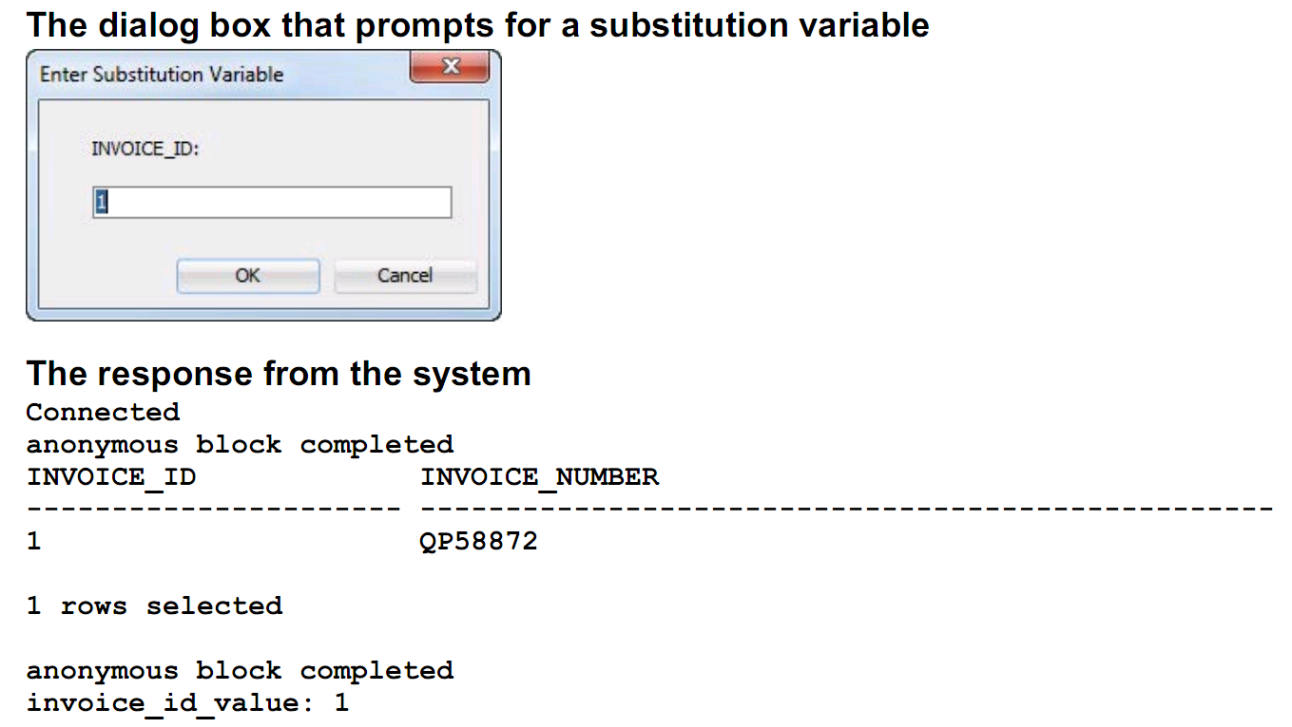 The dialog box that prompts for a substitution variable
Enter Substitution Variable
INVOICE_ID:
1
OK Cancel
The response from the system
Connected
anonymous block completed
INVOICE_ID INVOICE_NUMBER
---------------------- --------------------------------------------------
1 QP58872
1 rows selected
anonymous block completed
invoice_id_value: 1